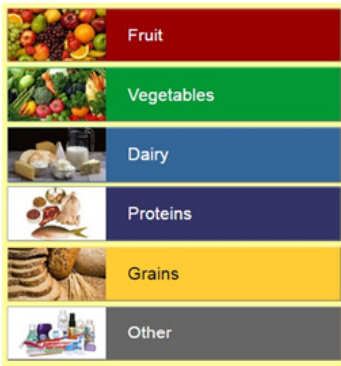 Fruit
Vegetables
Dairy
Proteins
Grains
Other